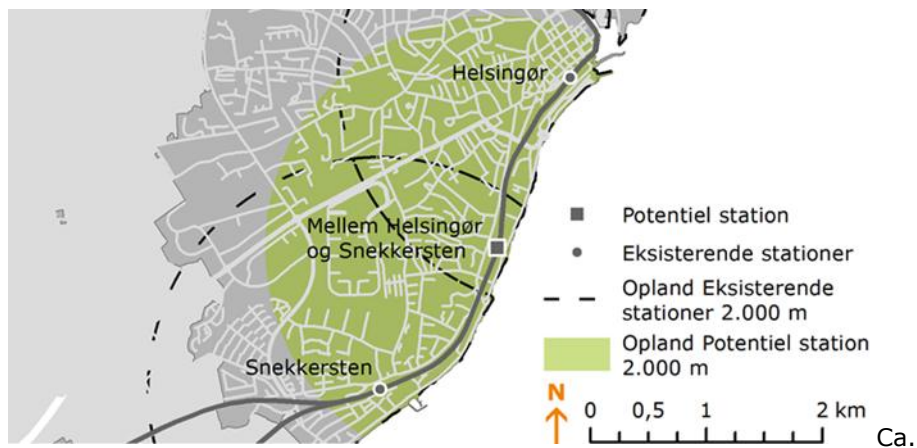 Helsingør
Mellem Helsingør
og Snekkersten
Snekkersten
Potentiel station
Eksisterende stationer
Opland Eksisterende
stationer 2.000 m
Opland Potentiel station
2.000 m
N
0 0,5 1 2 km
Ca.